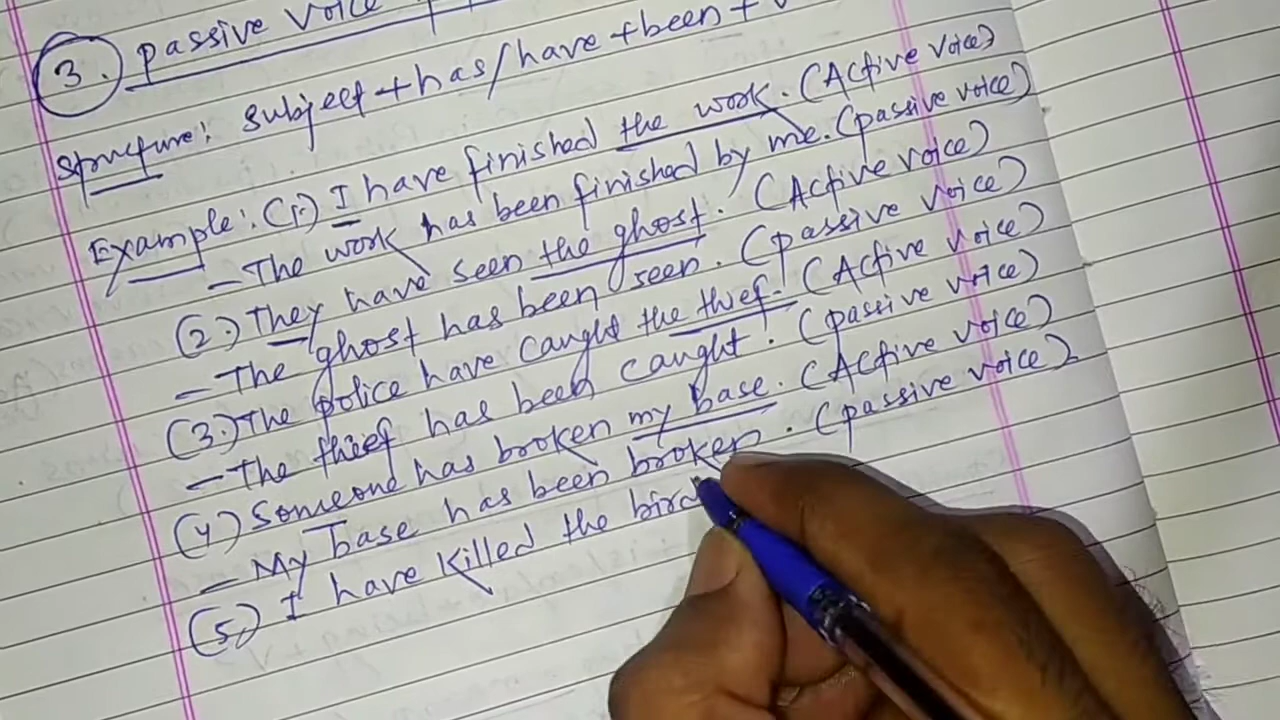 3. Passive Voice
Structure: Subject + has/have + been +
Example: (1.) I have finished the work. (Active voice)
- The work has been finished by me. (passive voice)
(2.) They have seen the ghost. (Active voice)
- The ghost has been seen. (passive voice)
(3.) The police have caught the thief. (Active voice)
- The thief has been caught. (passive voice)
(4) Someone has broken my base. (Active voice)
- My base has been broken. (passive voice)
(5.) I have killed the bird